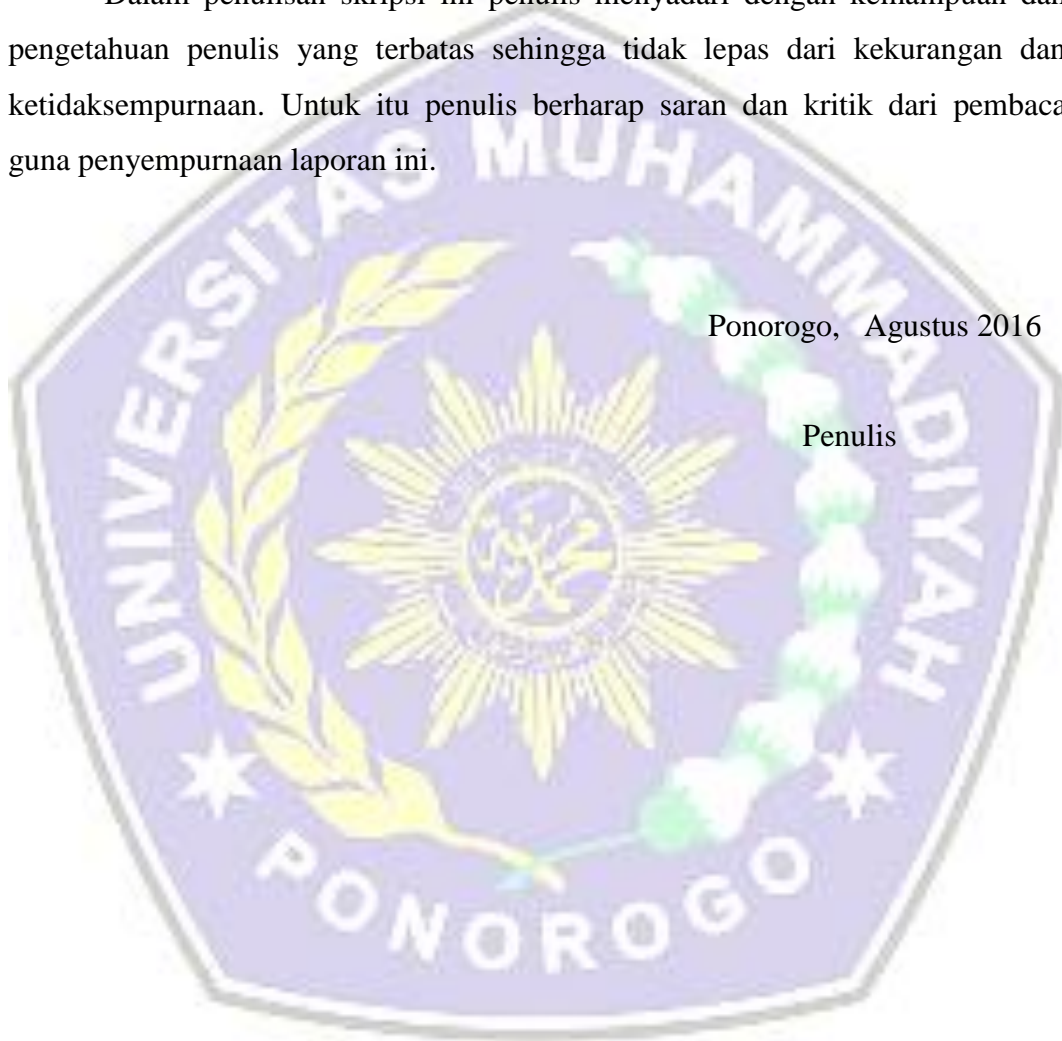 Dalam penulisan skripsi ini penulis menyadari dengan kemampuan dan
pengetahuan penulis yang terbatas sehingga tidak lepas dari kekurangan dan
ketidaksempurnaan. Untuk itu penulis berharap saran dan kritik dari pembaca
guna penyempurnaan laporan ini.
UNIVERSITAS MUHAMMADIYAH
Ponorogo, Agustus 2016
Penulis
PONOROGO